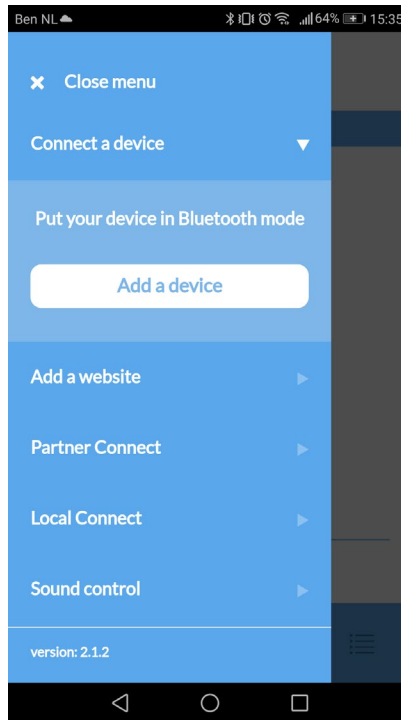 Ben NL 64% 15:35
Close menu
Connect a device
Put your device in Bluetooth mode
Add a device
Add a website
Partner Connect
Local Connect
Sound control
version: 2.1.2